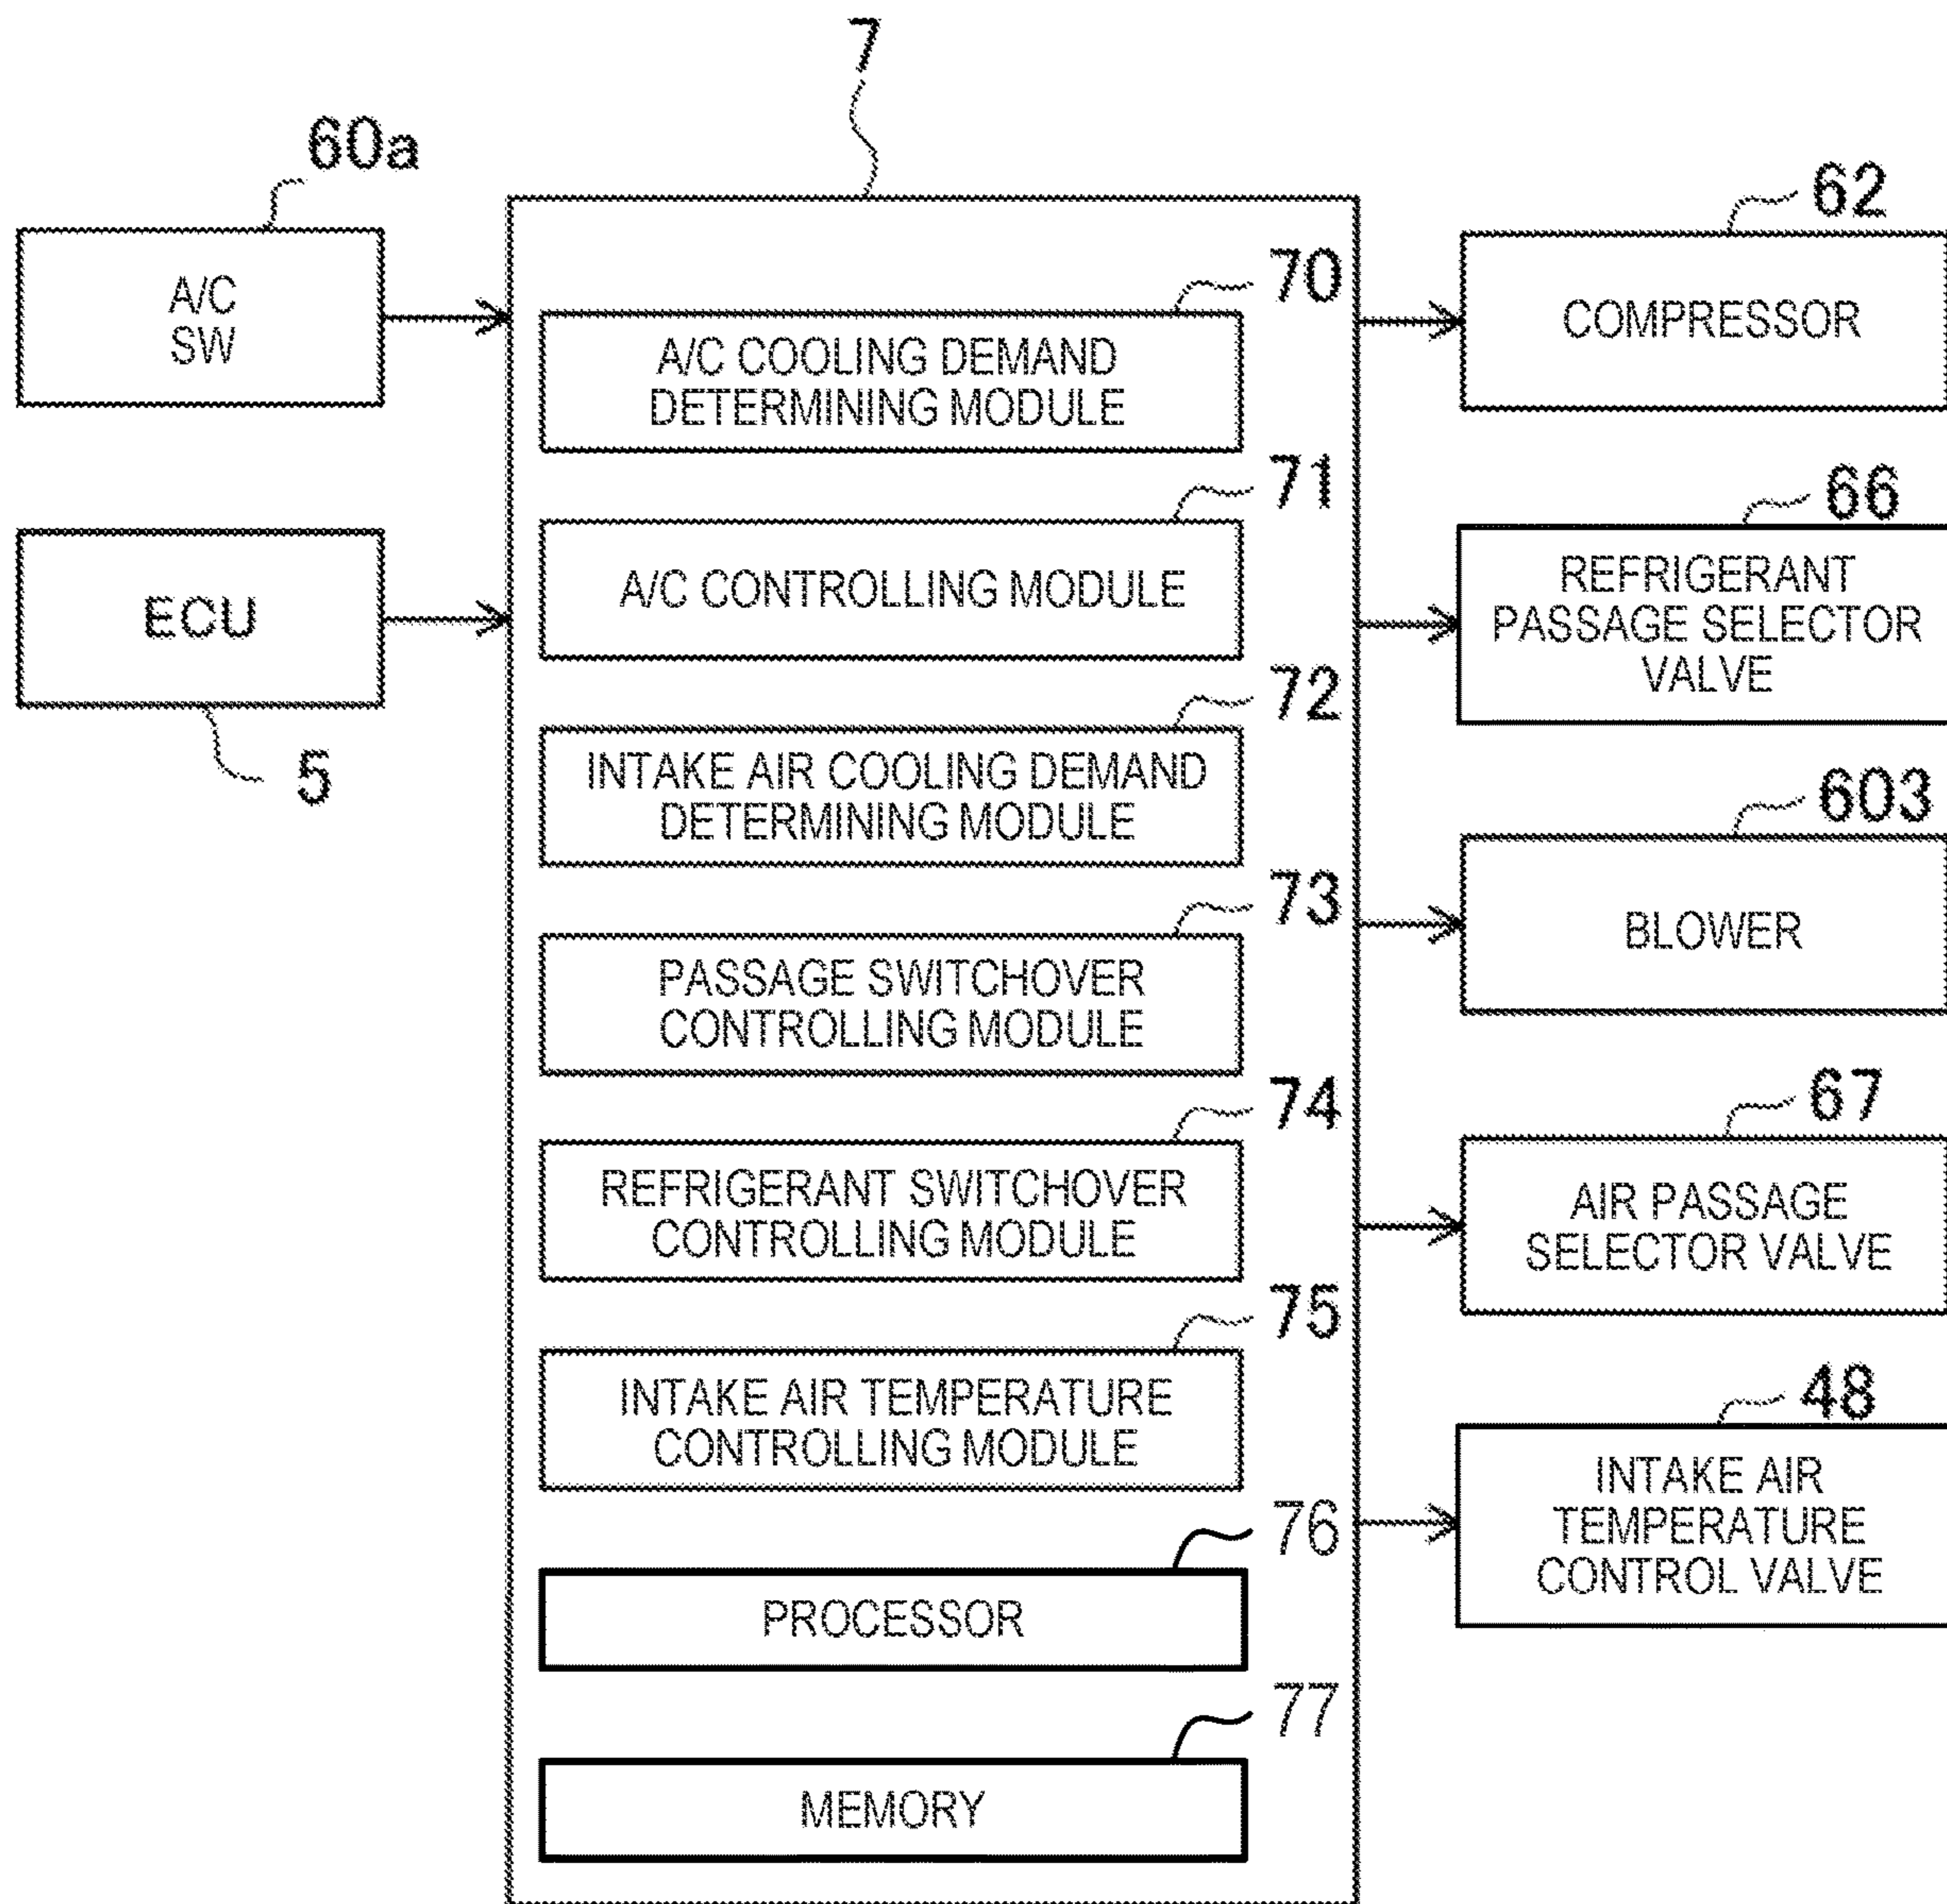 7
60a
A/C
SW
ECU
5
70
A/C COOLING DEMAND
DETERMINING MODULE
71
A/C CONTROLLING MODULE
72
INTAKE AIR COOLING DEMAND
DETERMINING MODULE
73
PASSAGE SWITCHOVER
CONTROLLING MODULE
74
REFRIGERANT SWITCHOVER
CONTROLLING MODULE
75
INTAKE AIR TEMPERATURE
CONTROLLING MODULE
76
PROCESSOR
77
MEMORY
62
COMPRESSOR
66
REFRIGERANT
PASSAGE SELECTOR
VALVE
603
BLOWER
67
AIR PASSAGE
SELECTOR VALVE
48
INTAKE AIR
TEMPERATURE
CONTROL VALVE